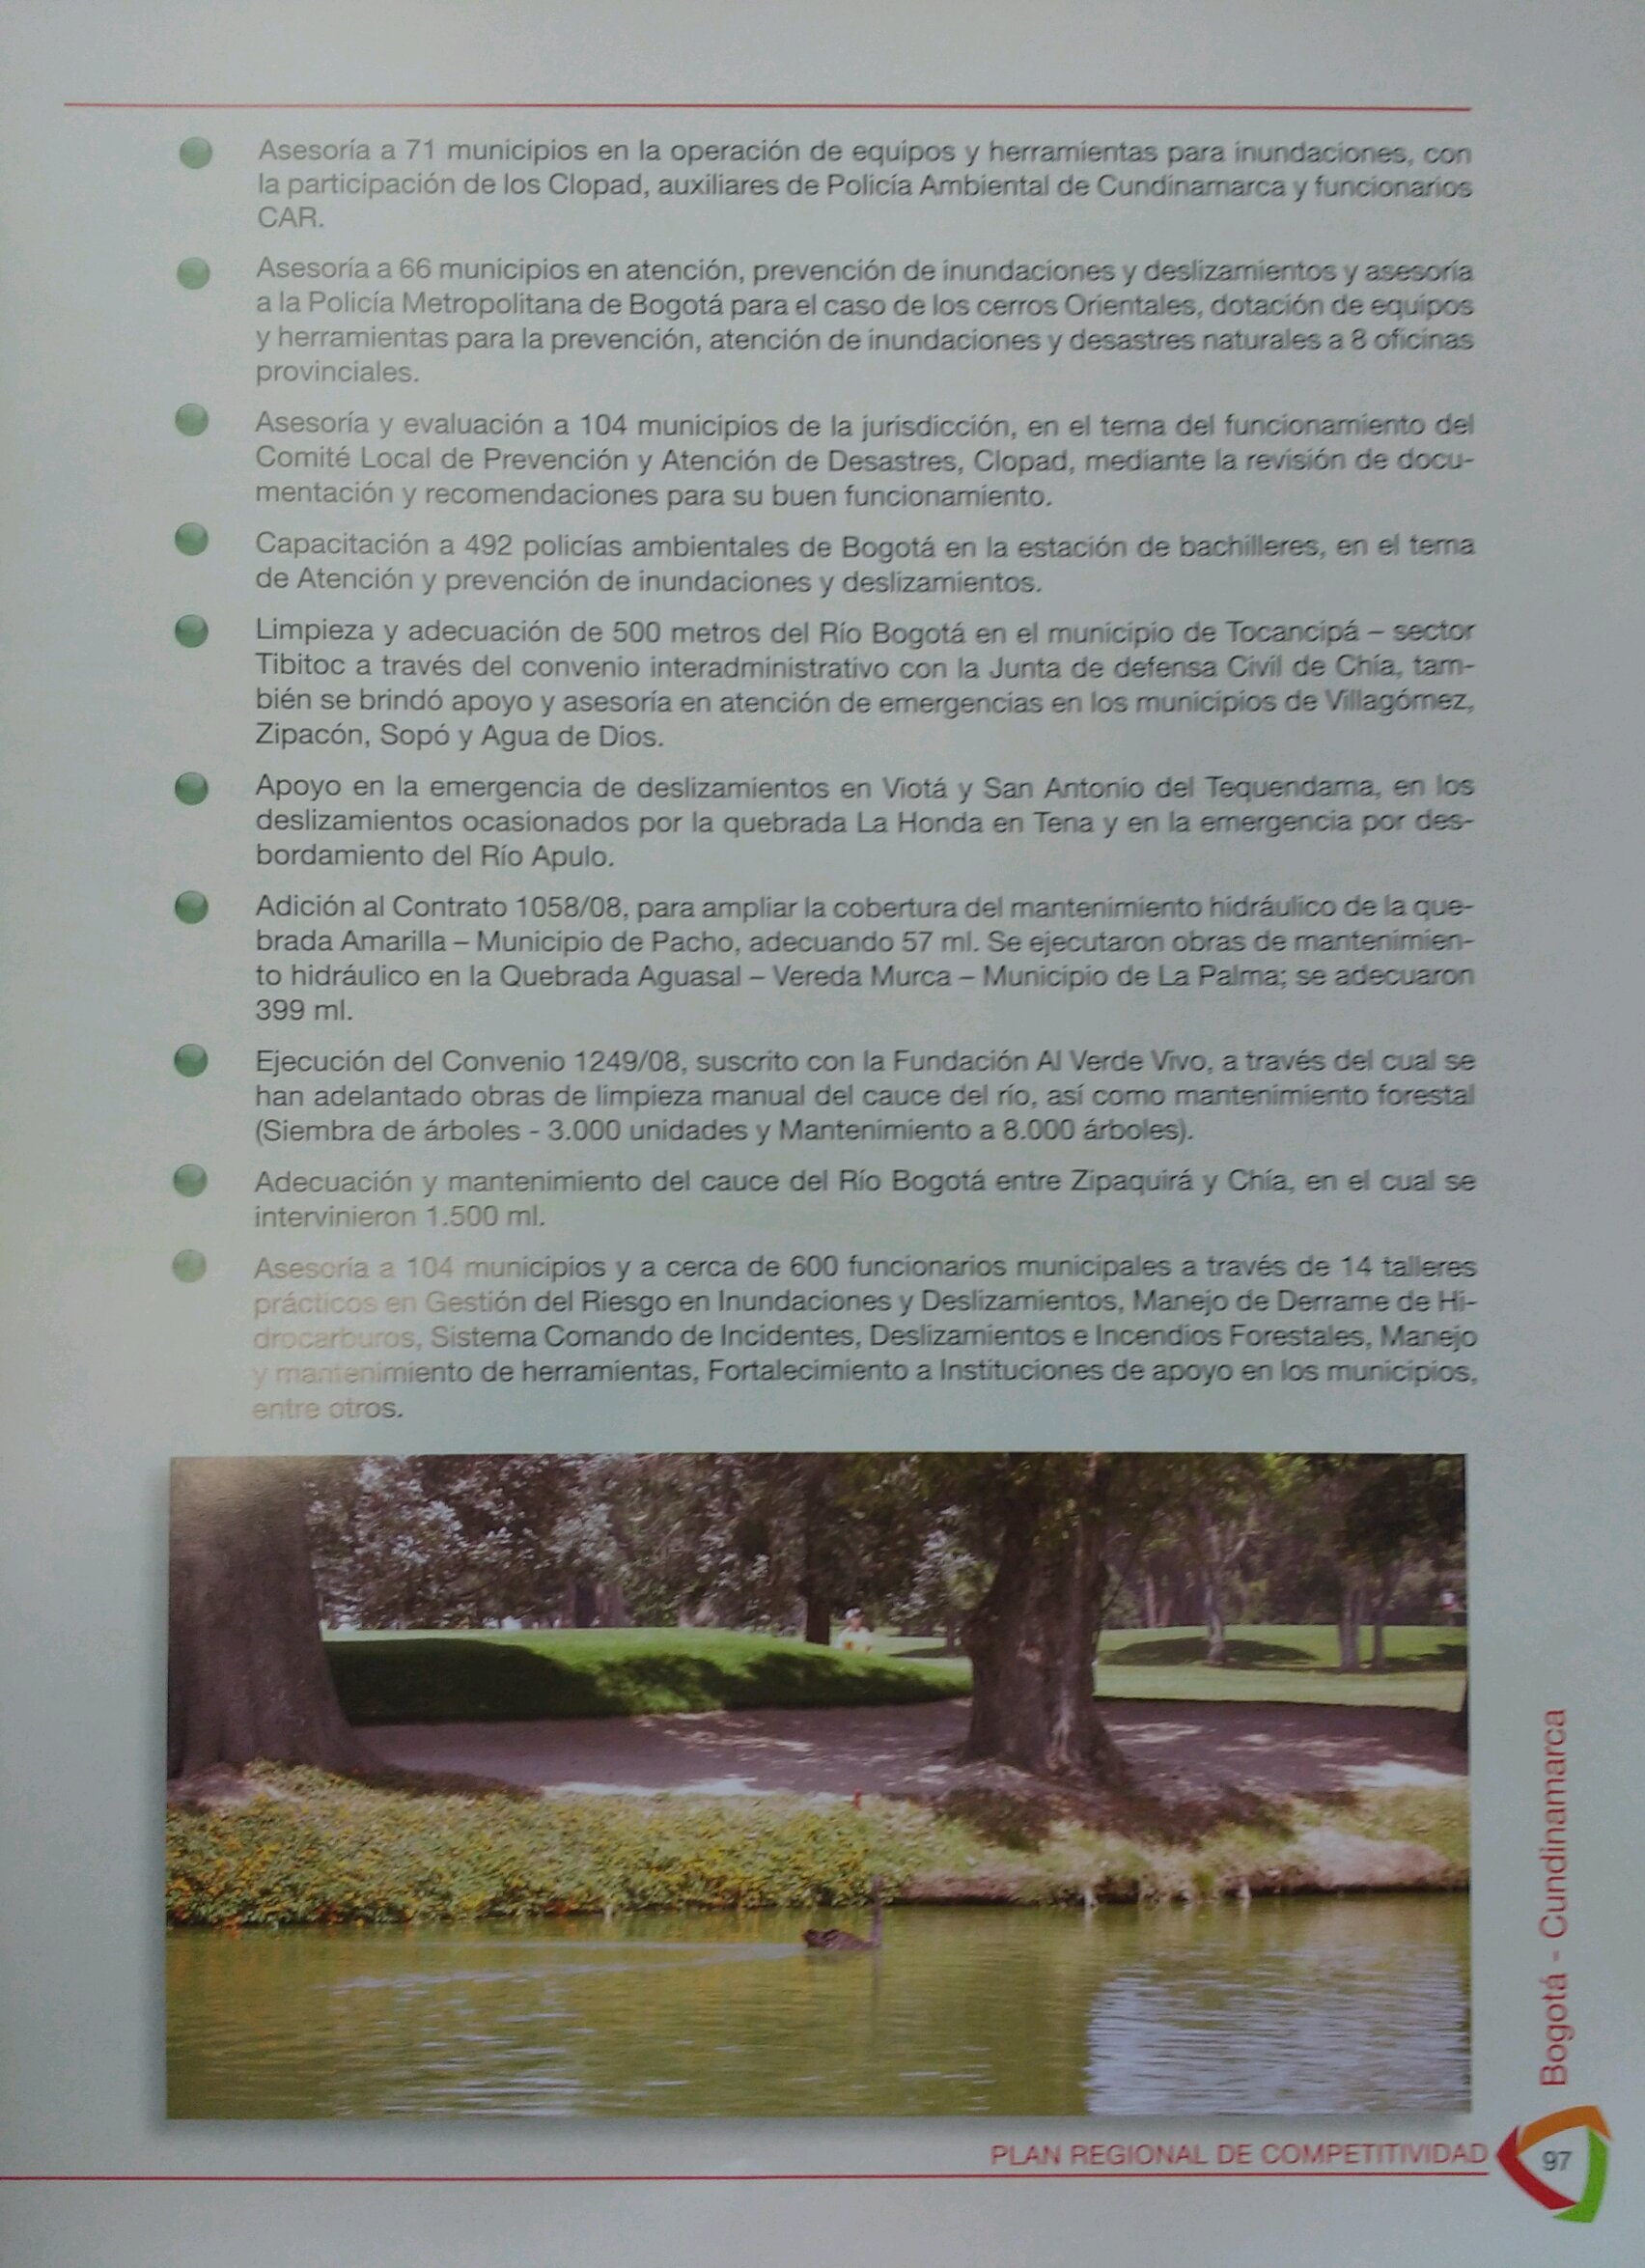 Asesoría a 71 municipios en la operación de equipos y herramientas para inundaciones, con
la participación de los Clopad, auxiliares de Policía Ambiental de Cundinamarca y funcionarios
CAR.
Asesoría a 66 municipios en atención, prevención de inundaciones y deslizamientos y asesoría
a la Policía Metropolitana de Bogotá para el caso de los cerros Orientales, dotación de equipos
y herramientas para la prevención, atención de inundaciones y desastres naturales a 8 oficinas
provinciales.
Asesoría y evaluación a 104 municipios de la jurisdicción, en el tema del funcionamiento del
Comité Local de Prevención y Atención de Desastres, Clopad, mediante la revisión de docu-
mentación y recomendaciones para su buen funcionamiento.
Capacitación a 492 policías ambientales de Bogotá en la estación de bachilleres, en el tema
de Atención y prevención de inundaciones y deslizamientos.
Limpieza y adecuación de 500 metros del Río Bogotá en el municipio de Tocancipá – sector
Tibitoc a través del convenio interadministrativo con la Junta de defensa Civil de Chía, tam-
bién se brindó apoyo y asesoría en atención de emergencias en los municipios de Villagómez,
Zipacón, Sopó y Agua de Dios.
Apoyo en la emergencia de deslizamientos en Viotá y San Antonio del Tequendama, en los
deslizamientos ocasionados por la quebrada La Honda en Tena y en la emergencia por des-
bordamiento del Río Apulo.
Adición al Contrato 1058/08, para ampliar la cobertura del mantenimiento hidráulico de la que-
brada Amarilla – Municipio de Pacho, adecuando 57 ml. Se ejecutaron obras de mantenimien-
to hidráulico en la Quebrada Aguasal – Vereda Murca – Municipio de La Palma; se adecuaron
399 ml.
Ejecución del Convenio 1249/08, suscrito con la Fundación Al Verde Vivo, a través del cual se
han adelantado obras de limpieza manual del cauce del río, así como mantenimiento forestal
(Siembra de árboles - 3.000 unidades y Mantenimiento a 8.000 árboles).
Adecuación y mantenimiento del cauce del Río Bogotá entre Zipaquirá y Chía, en el cual se
intervinieron 1.500 ml.
Asesoría a 104 municipios y a cerca de 600 funcionarios municipales a través de 14 talleres
prácticos en Gestión del Riesgo en Inundaciones y Deslizamientos, Manejo de Derrame de Hi-
drocarburos, Sistema Comando de Incidentes, Deslizamientos e Incendios Forestales, Manejo
y mantenimiento de herramientas, Fortalecimiento a Instituciones de apoyo en los municipios,
entre otros.
Bogotá - Cundinamarca
PLAN REGIONAL DE COMPETITIVIDAD
97